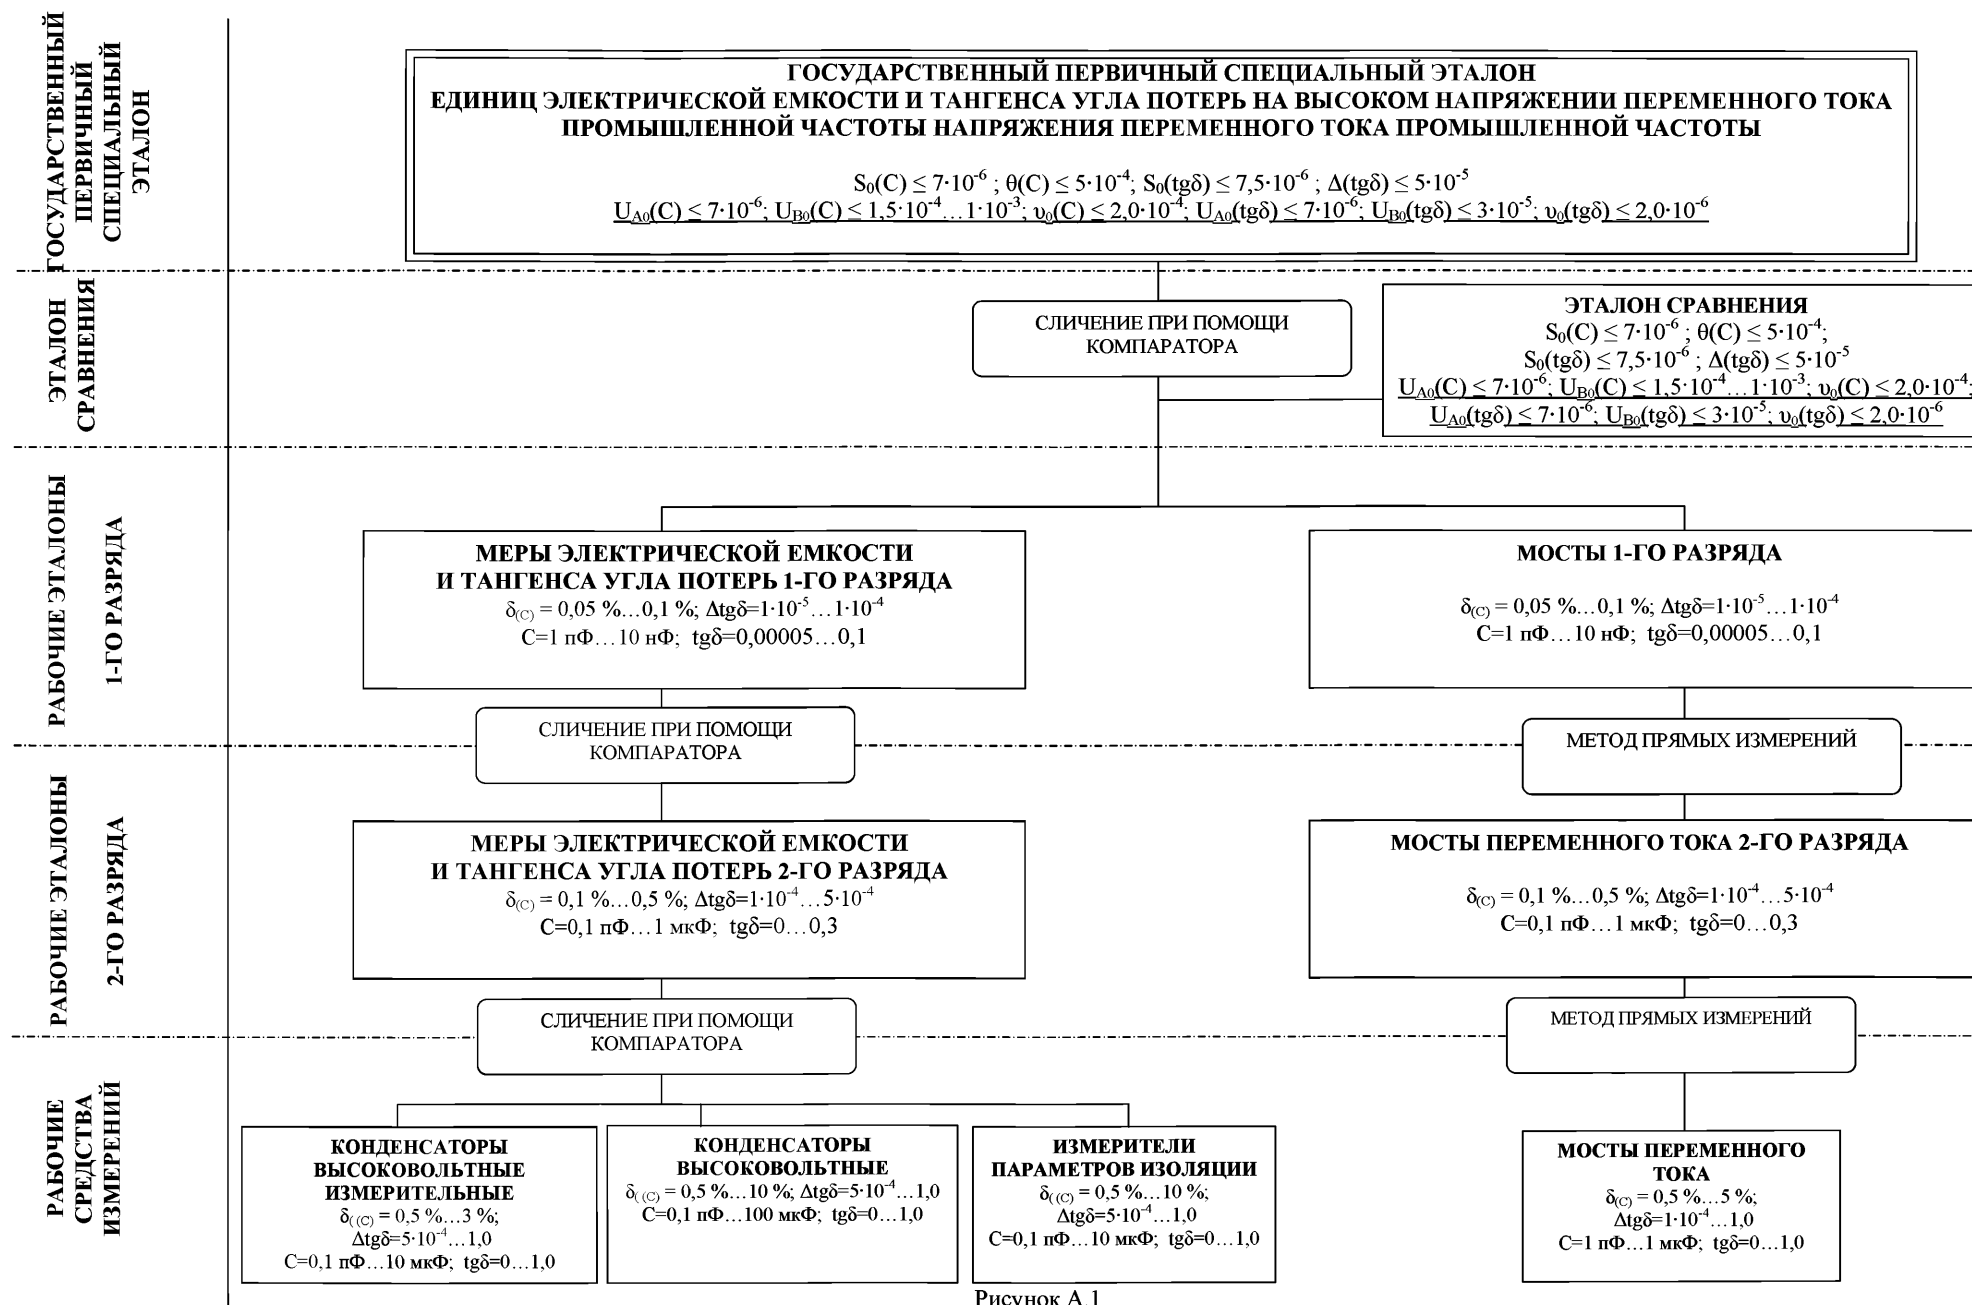 ГОСУДАРСТВЕННЫЙ
ПЕРВИЧНЫЙ
СПЕЦИАЛЬНЫЙ
ЭТАЛОН
ГОСУДАРСТВЕННЫЙ ПЕРВИЧНЫЙ СПЕЦИАЛЬНЫЙ ЭТАЛОН
ЕДИНИЦ ЭЛЕКТРИЧЕСКОЙ ЕМКОСТИ И ТАНГЕНСА УГЛА ПОТЕРЬ НА ВЫСОКОМ НАПРЯЖЕНИИ ПЕРЕМЕННОГО ТОКА
ПРОМЫШЛЕННОЙ ЧАСТОТЫ НАПРЯЖЕНИЯ ПЕРЕМЕННОГО ТОКА ПРОМЫШЛЕННОЙ ЧАСТОТЫ
S₀(C) ≤ 7·10⁻⁶ ; θ(C) ≤ 5·10⁻⁴; S₀(tgδ) ≤ 7,5·10⁻⁶ ; Δ(tgδ) ≤ 5·10⁻⁵
U_A0(C) ≤ 7·10⁻⁶; U_B0(C) ≤ 1,5·10⁻⁴…1·10⁻³; υ₀(C) ≤ 2,0·10⁻⁴; U_A0(tgδ) ≤ 7·10⁻⁶; U_B0(tgδ) ≤ 3·10⁻⁵; υ₀(tgδ) ≤ 2,0·10⁻⁶
ЭТАЛОН
СРАВНЕНИЯ
СЛИЧЕНИЕ ПРИ ПОМОЩИ
КОМПАРАТОРА
ЭТАЛОН СРАВНЕНИЯ
S₀(C) ≤ 7·10⁻⁶ ; θ(C) ≤ 5·10⁻⁴;
S₀(tgδ) ≤ 7,5·10⁻⁶ ; Δ(tgδ) ≤ 5·10⁻⁵
U_A0(C) ≤ 7·10⁻⁶; U_B0(C) ≤ 1,5·10⁻⁴…1·10⁻³; υ₀(C) ≤ 2,0·10⁻⁴;
U_A0(tgδ) ≤ 7·10⁻⁶; U_B0(tgδ) ≤ 3·10⁻⁵; υ₀(tgδ) ≤ 2,0·10⁻⁶
РАБОЧИЕ ЭТАЛОНЫ
1-ГО РАЗРЯДА
МЕРЫ ЭЛЕКТРИЧЕСКОЙ ЕМКОСТИ
И ТАНГЕНСА УГЛА ПОТЕРЬ 1-ГО РАЗРЯДА
δ(C) = 0,05 %…0,1 %; Δtgδ=1·10⁻⁵…1·10⁻⁴
C=1 пФ…10 нФ; tgδ=0,00005…0,1
МОСТЫ 1-ГО РАЗРЯДА
δ(C) = 0,05 %…0,1 %; Δtgδ=1·10⁻⁵…1·10⁻⁴
C=1 пФ…10 нФ; tgδ=0,00005…0,1
СЛИЧЕНИЕ ПРИ ПОМОЩИ
КОМПАРАТОРА
МЕТОД ПРЯМЫХ ИЗМЕРЕНИЙ
РАБОЧИЕ ЭТАЛОНЫ
2-ГО РАЗРЯДА
МЕРЫ ЭЛЕКТРИЧЕСКОЙ ЕМКОСТИ
И ТАНГЕНСА УГЛА ПОТЕРЬ 2-ГО РАЗРЯДА
δ(C) = 0,1 %…0,5 %; Δtgδ=1·10⁻⁴…5·10⁻⁴
C=0,1 пФ…1 мкФ; tgδ=0…0,3
МОСТЫ ПЕРЕМЕННОГО ТОКА 2-ГО РАЗРЯДА
δ(C) = 0,1 %…0,5 %; Δtgδ=1·10⁻⁴…5·10⁻⁴
C=0,1 пФ…1 мкФ; tgδ=0…0,3
СЛИЧЕНИЕ ПРИ ПОМОЩИ
КОМПАРАТОРА
МЕТОД ПРЯМЫХ ИЗМЕРЕНИЙ
РАБОЧИЕ
СРЕДСТВА
ИЗМЕРЕНИЙ
КОНДЕНСАТОРЫ
ВЫСОКОВОЛЬТНЫЕ
ИЗМЕРИТЕЛЬНЫЕ
δ((C) = 0,5 %…3 %;
Δtgδ=5·10⁻⁴…1,0
C=0,1 пФ…10 мкФ; tgδ=0…1,0
КОНДЕНСАТОРЫ
ВЫСОКОВОЛЬТНЫЕ
δ((C) = 0,5 %…10 %; Δtgδ=5·10⁻⁴…1,0
C=0,1 пФ…100 мкФ; tgδ=0…1,0
ИЗМЕРИТЕЛИ
ПАРАМЕТРОВ ИЗОЛЯЦИИ
δ((C) = 0,5 %…10 %;
Δtgδ=5·10⁻⁴…1,0
C=0,1 пФ…10 мкФ; tgδ=0…1,0
МОСТЫ ПЕРЕМЕННОГО
ТОКА
δ(C) = 0,5 %…5 %;
Δtgδ=1·10⁻⁴…1,0
C=1 пФ…1 мкФ; tgδ=0…1,0
Рисунок А.1